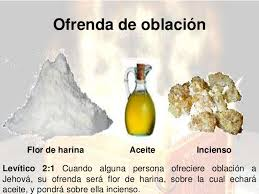 Ofrenda de oblación
Flor de harina Aceite Incienso
Levítico 2:1 Cuando alguna persona ofreciere oblación a
Jehová, su ofrenda será flor de harina, sobre la cual echará
aceite, y pondrá sobre ella incienso.